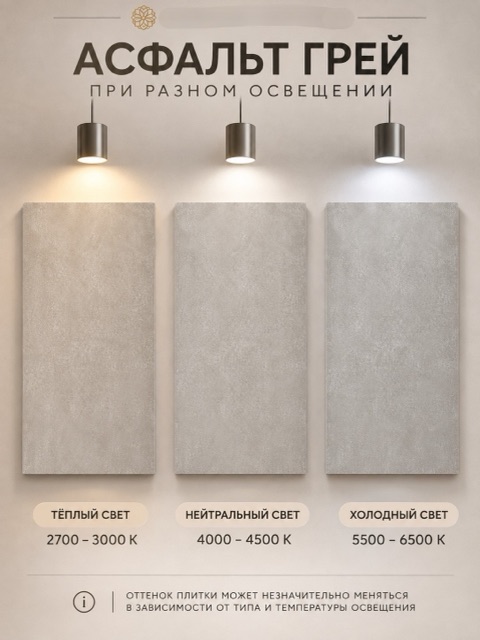 АСФАЛЬТ ГРЕЙ
ПРИ РАЗНОМ ОСВЕЩЕНИИ
ТЁПЛЫЙ СВЕТ
НЕЙТРАЛЬНЫЙ СВЕТ
ХОЛОДНЫЙ СВЕТ
2700 – 3000 K
4000 – 4500 K
5500 – 6500 K
ОТТЕНОК ПЛИТКИ МОЖЕТ НЕЗНАЧИТЕЛЬНО МЕНЯТЬСЯ
В ЗАВИСИМОСТИ ОТ ТИПА И ТЕМПЕРАТУРЫ ОСВЕЩЕНИЯ